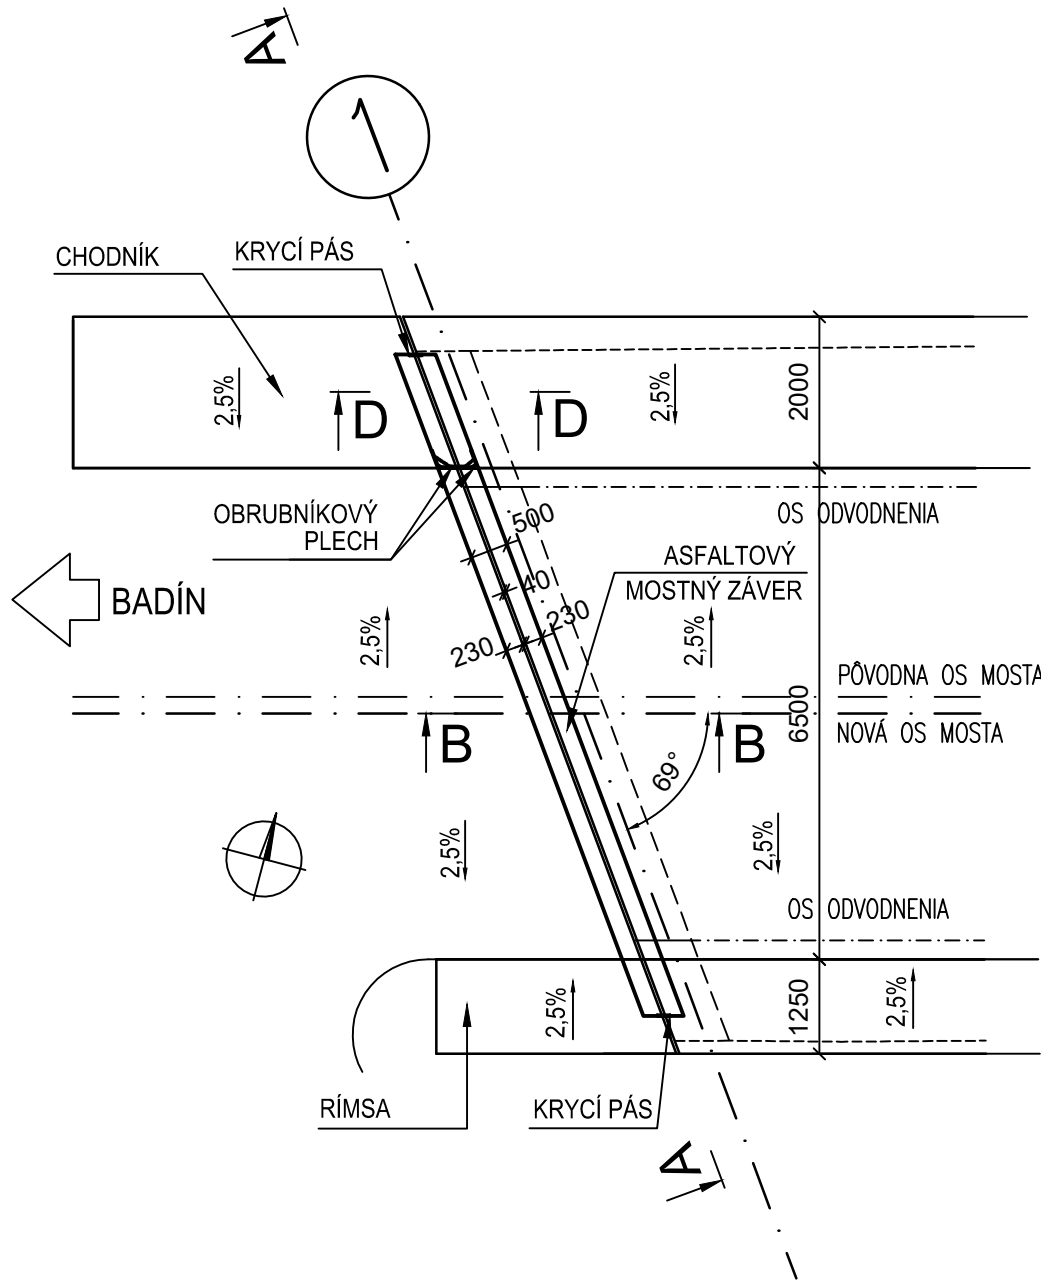 A
1
CHODNÍK
KRYCÍ PÁS
2,5%
D
D
2,5%
2000
OBRUBNÍKOVÝ
PLECH
500
OS ODVODNENIA
ASFALTOVÝ
MOSTNÝ ZÁVER
40
BADÍN
230
230
2,5%
2,5%
PÔVODNA OS MOSTA
6500
NOVÁ OS MOSTA
B
B
69°
2,5%
2,5%
OS ODVODNENIA
2,5%
1250
2,5%
RÍMSA
KRYCÍ PÁS
A